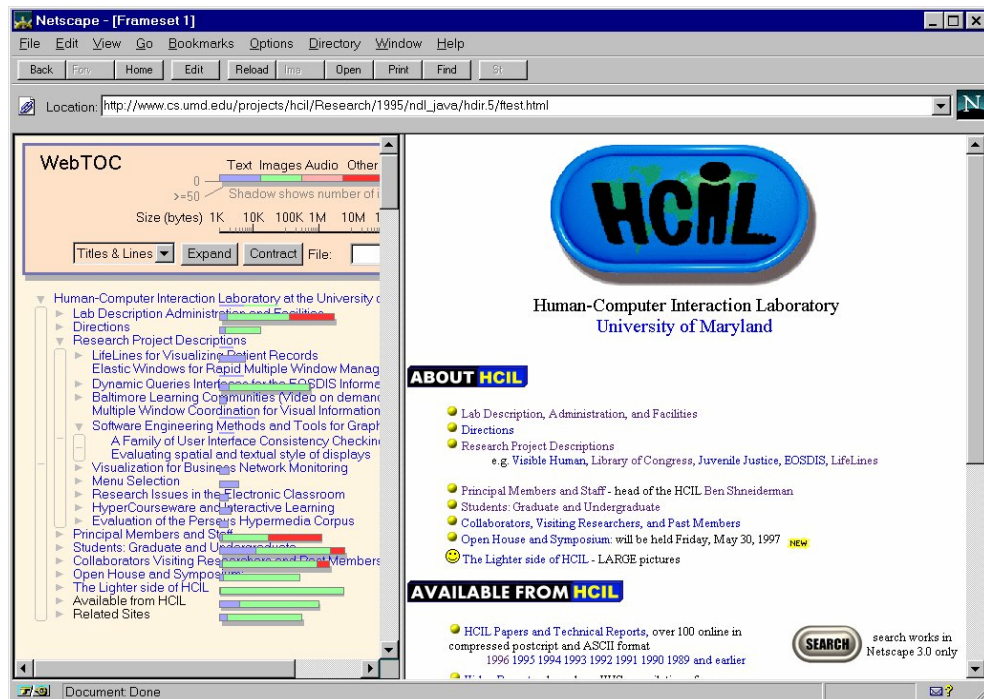 Netscape - [Frameset 1]
File Edit View Go Bookmarks Options Directory Window Help
Back Forw Home Edit Reload Ima Open Print Find St
Location: http://www.cs.umd.edu/projects/hcil/Research/1995/ndl_java/hdir.5/ftest.html
N
WebTOC
Text Images Audio Other
0
>=50 Shadow shows number of i
Size (bytes) 1K 10K 100K 1M 10M 1
Titles & Lines Expand Contract File:
Human-Computer Interaction Laboratory at the University o
Lab Description Administration and Facilities
Directions
Research Project Descriptions
LifeLines for Visualizing Patient Records
Elastic Windows for Rapid Multiple Window Manag
Dynamic Queries Interfaces for the EOSDIS Informa
Baltimore Learning Communities (Video on deman
Multiple Window Coordination for Visual Information
Software Engineering Methods and Tools for Graph
A Family of User Interface Consistency Checkin
Evaluating spatial and textual style of displays
Visualization for Business Network Monitoring
Menu Selection
Research Issues in the Electronic Classroom
HyperCourseware and Interactive Learning
Evaluation of the Perseus Hypermedia Corpus
Principal Members and Staff
Students: Graduate and Undergraduate
Collaborators Visiting Researchers and Past Members
Open House and Symposium:
The Lighter side of HCIL
Available from HCIL
Related Sites
HCIL
Human-Computer Interaction Laboratory
University of Maryland
ABOUT HCIL
Lab Description, Administration, and Facilities
Directions
Research Project Descriptions
e.g. Visible Human, Library of Congress, Juvenile Justice, EOSDIS, LifeLines
Principal Members and Staff - head of the HCIL Ben Shneiderman
Students: Graduate and Undergraduate
Collaborators, Visiting Researchers, and Past Members
Open House and Symposium: will be held Friday, May 30, 1997 NEW
The Lighter side of HCIL - LARGE pictures
AVAILABLE FROM HCIL
HCIL Papers and Technical Reports, over 100 online in
compressed postscript and ASCII format
1996 1995 1994 1993 1992 1991 1990 1989 and earlier
SEARCH
search works in
Netscape 3.0 only
Document: Done